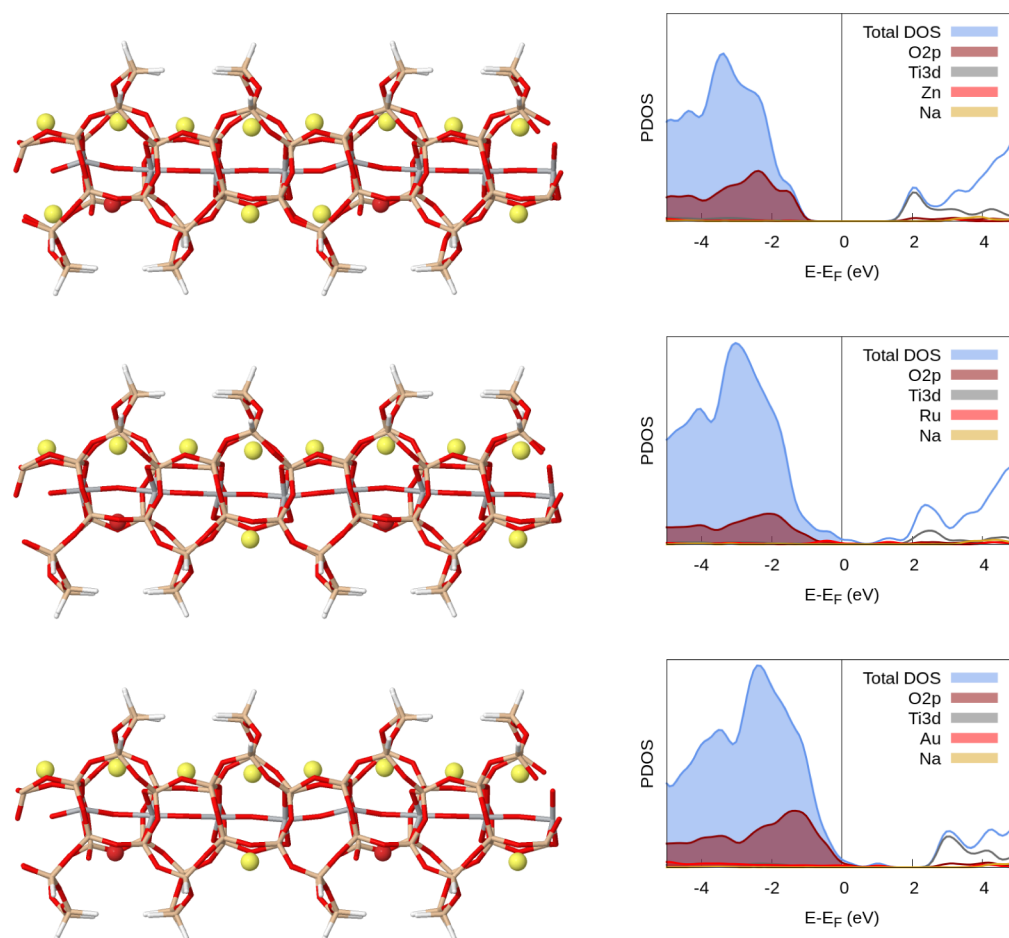 Total DOS
O2p
Ti3d
Zn
Na
PDOS
-4 -2 0 2 4
E-EF (eV)
Total DOS
O2p
Ti3d
Ru
Na
PDOS
-4 -2 0 2 4
E-EF (eV)
Total DOS
O2p
Ti3d
Au
Na
PDOS
-4 -2 0 2 4
E-EF (eV)